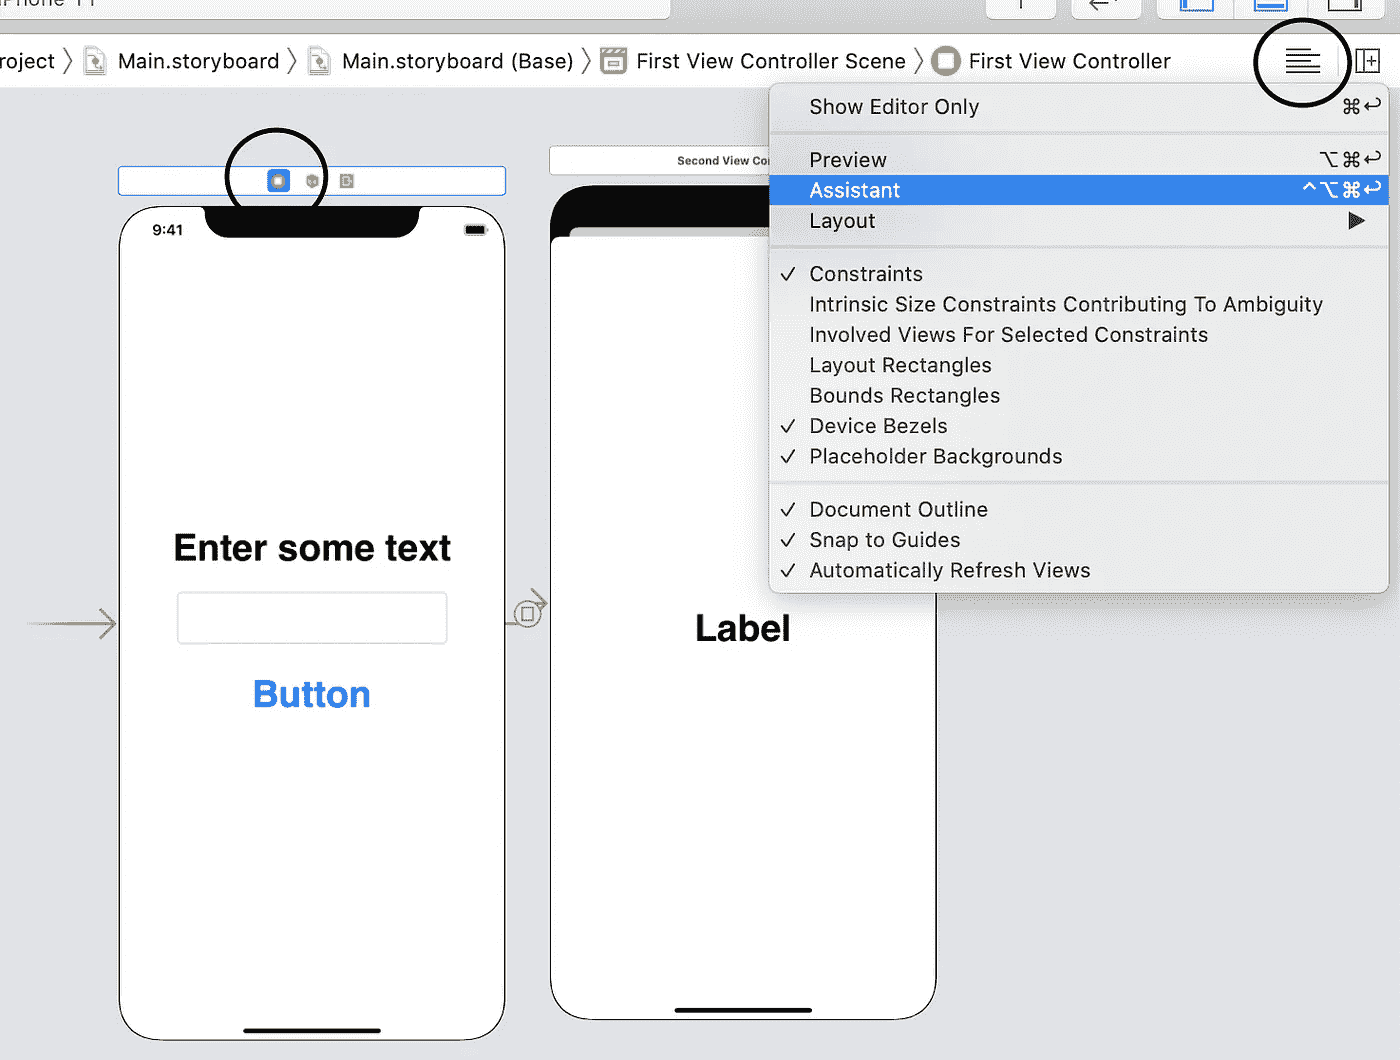 iPhone 11
roject Main.storyboard Main.storyboard (Base) First View Controller Scene First View Controller
Show Editor Only ⌘↩
Preview ⌥⌘↩
Assistant ^⌥⌘↩
Layout ▶
✓ Constraints
Intrinsic Size Constraints Contributing To Ambiguity
Involved Views For Selected Constraints
Layout Rectangles
Bounds Rectangles
✓ Device Bezels
✓ Placeholder Backgrounds
✓ Document Outline
✓ Snap to Guides
✓ Automatically Refresh Views
9:41
Enter some text
Button
Second View Co
Label